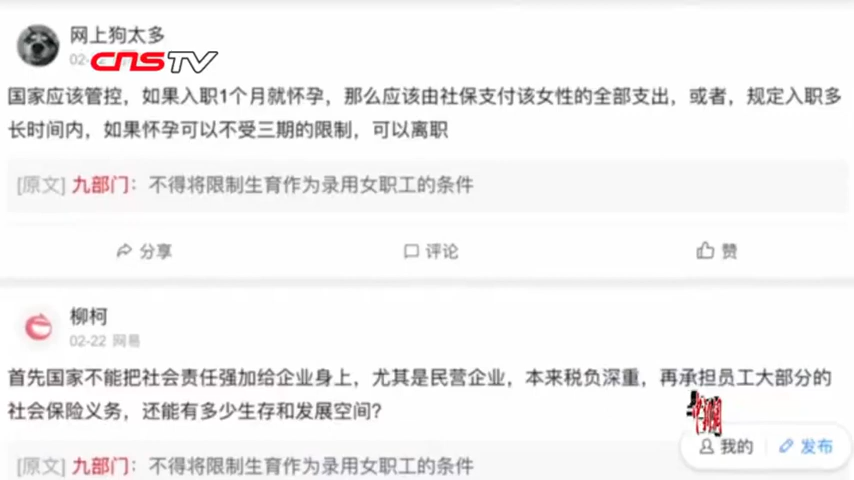 网上狗太多
CNSTV
国家应该管控，如果入职1个月就怀孕，那么应该由社保支付该女性的全部支出，或者，规定入职多
长时间内，如果怀孕可以不受三期的限制，可以离职
[原文] 九部门：不得将限制生育作为录用女职工的条件
分享 评论 赞
柳柯
02-22 网易
首先国家不能把社会责任强加给企业身上，尤其是民营企业，本来税负深重，再承担员工大部分的
社会保险义务，还能有多少生存和发展空间？
我的 发布
[原文] 九部门：不得将限制生育作为录用女职工的条件